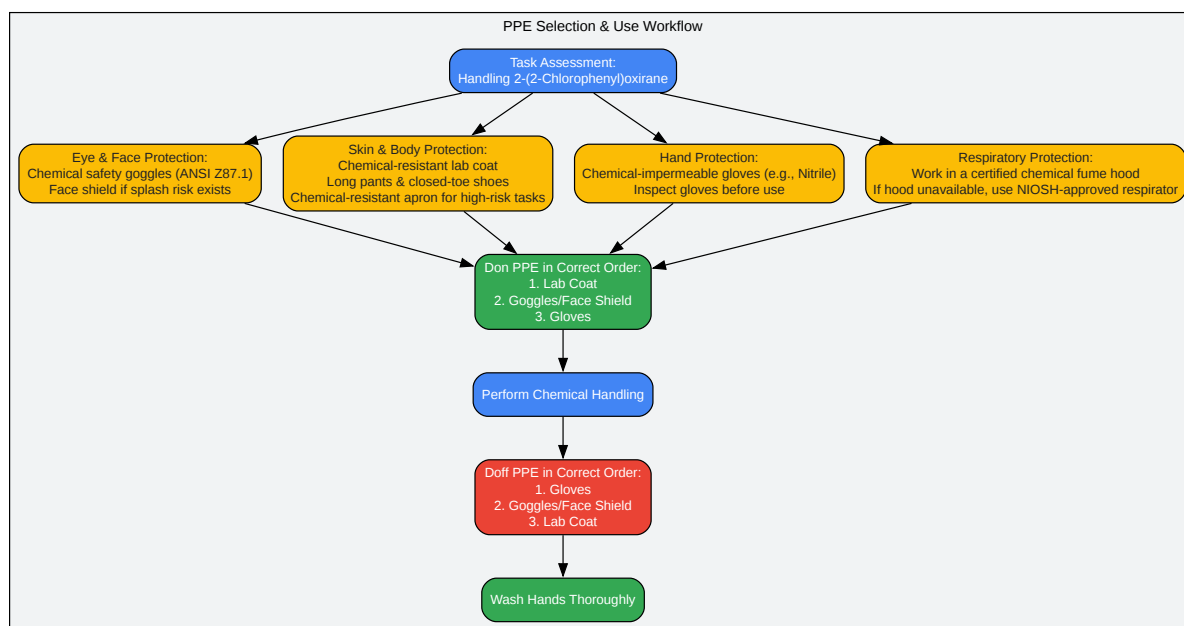 PPE Selection & Use Workflow
Task Assessment:
Handling 2-(2-Chlorophenyl)oxirane
Eye & Face Protection:
Chemical safety goggles (ANSI Z87.1)
Face shield if splash risk exists
Skin & Body Protection:
Chemical-resistant lab coat
Long pants & closed-toe shoes
Chemical-resistant apron for high-risk tasks
Hand Protection:
Chemical-impermeable gloves (e.g., Nitrile)
Inspect gloves before use
Respiratory Protection:
Work in a certified chemical fume hood
If hood unavailable, use NIOSH-approved respirator
Don PPE in Correct Order:
1. Lab Coat
2. Goggles/Face Shield
3. Gloves
Perform Chemical Handling
Doff PPE in Correct Order:
1. Gloves
2. Goggles/Face Shield
3. Lab Coat
Wash Hands Thoroughly